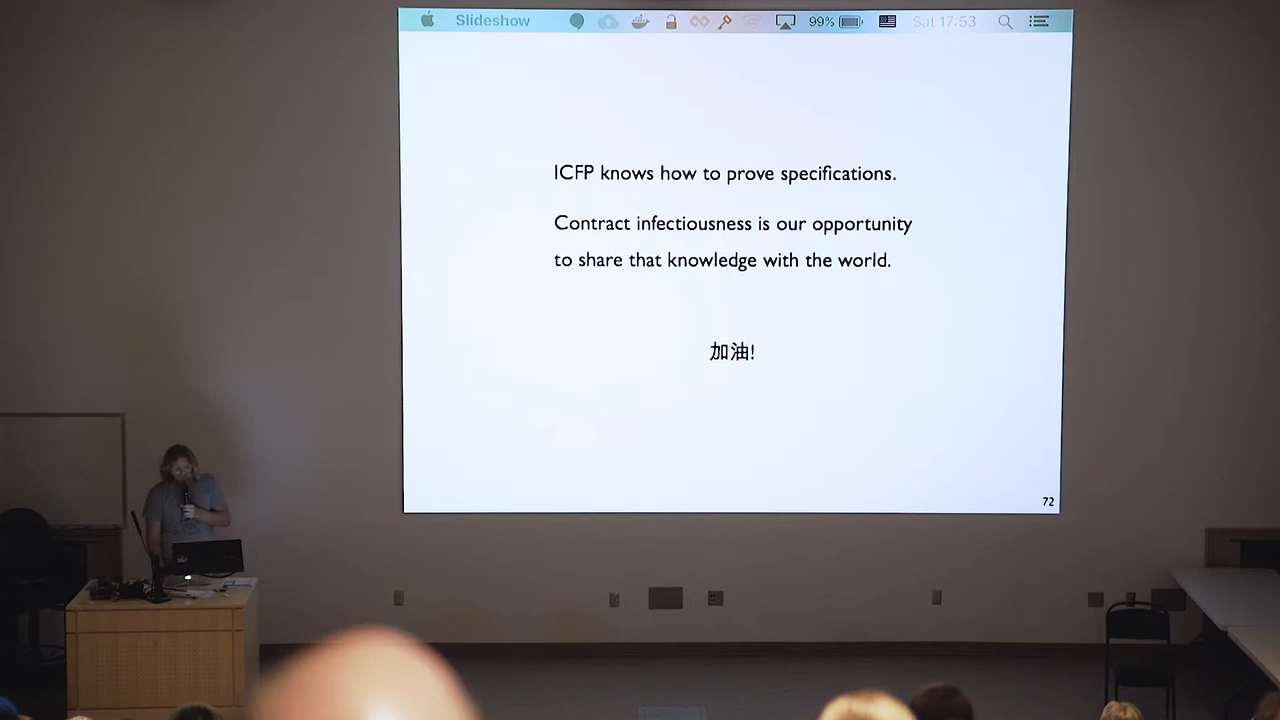 Slideshow
99%
Sat 17:53
ICFP knows how to prove specifications.
Contract infectiousness is our opportunity
to share that knowledge with the world.
加油!
72